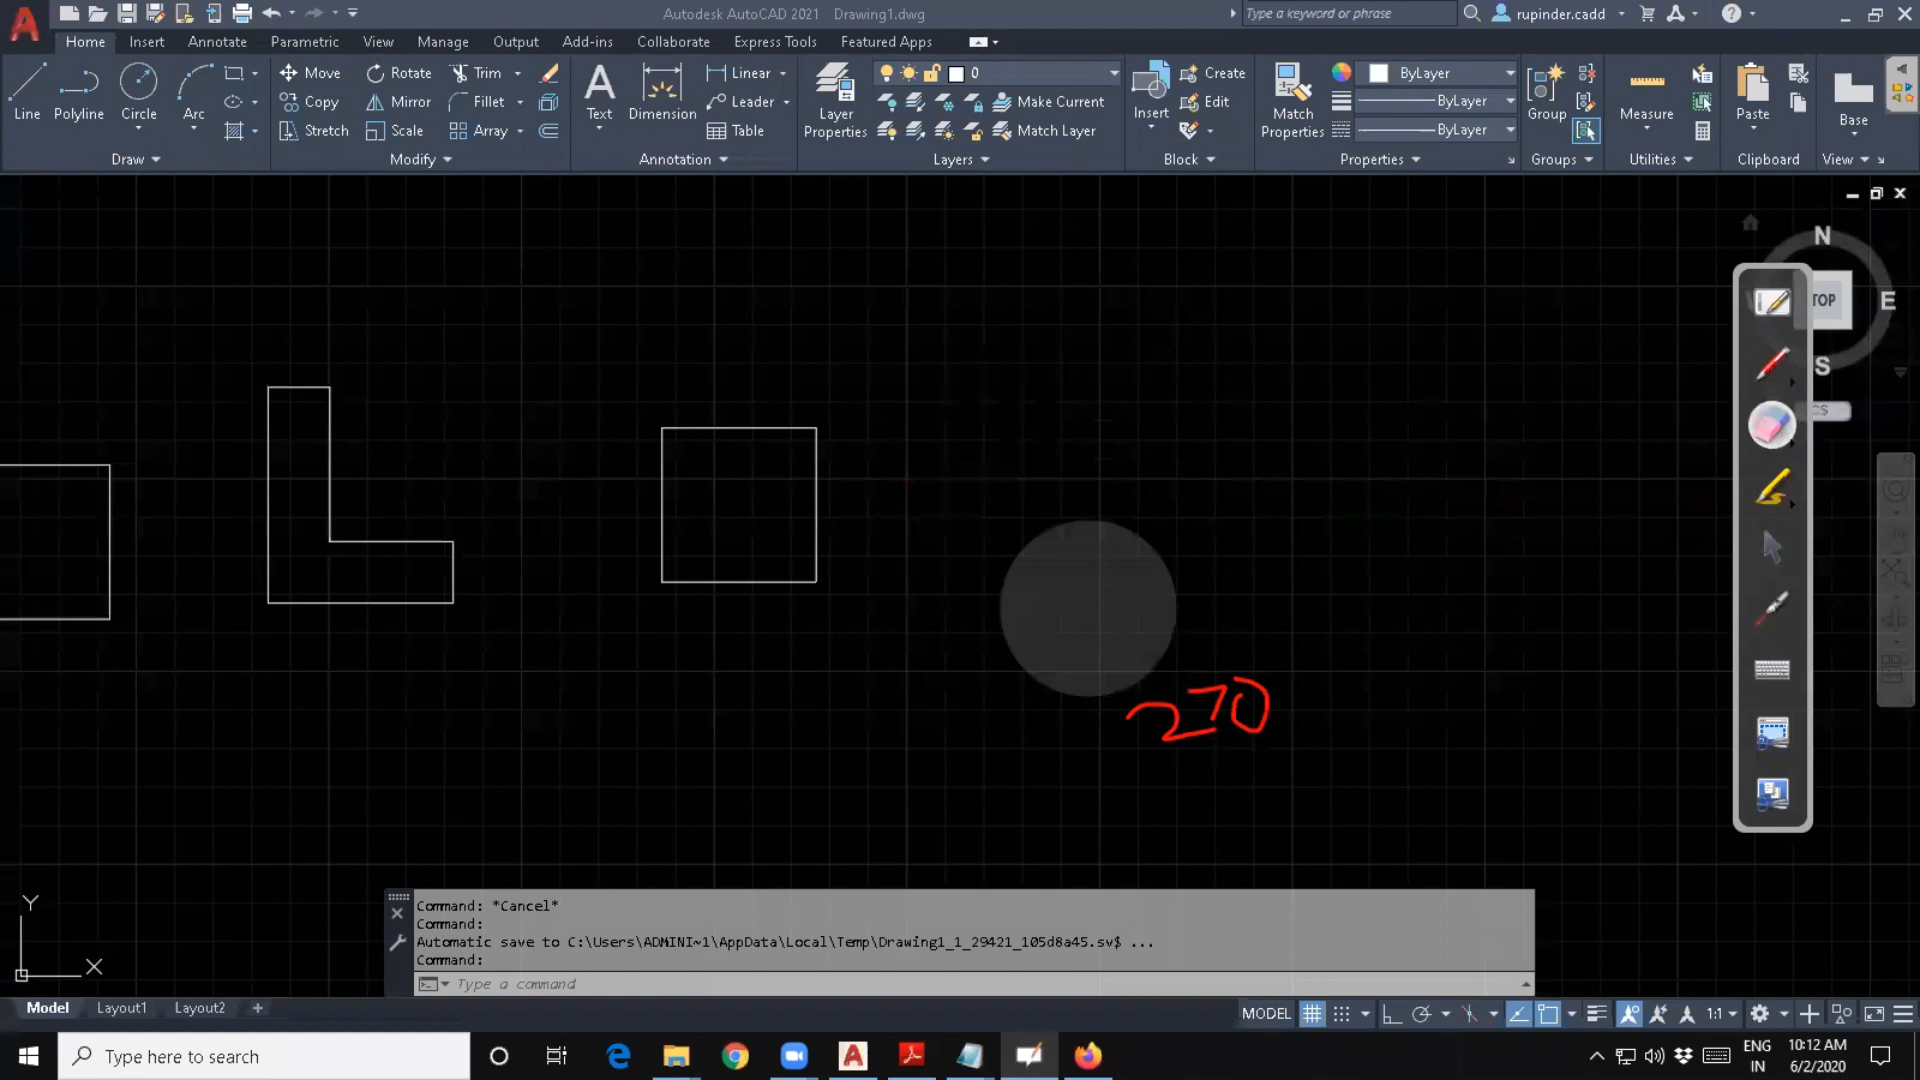 Autodesk AutoCAD 2021 Drawing1.dwg
Type a keyword or phrase
rupinder.cadd
Home Insert Annotate Parametric View Manage Output Add-ins Collaborate Express Tools Featured Apps
Line Polyline Circle Arc
Move Rotate Trim
Copy Mirror Fillet
Stretch Scale Array
Text Dimension
Linear
Leader
Table
Layer Properties
0
Make Current
Match Layer
Insert
Create
Edit
Match Properties
ByLayer
ByLayer
ByLayer
Group
Measure
Paste
Base
Draw Modify Annotation Layers Block Properties Groups Utilities Clipboard View
N
TOP
E
S
CS
270
Y
X
Command: *Cancel*
Command:
Automatic save to C:\Users\ADMINI~1\AppData\Local\Temp\Drawing1_1_29421_105d8a45.sv$ ...
Command:
Type a command
Model Layout1 Layout2 +
MODEL
1:1
Type here to search
ENG
IN
10:12 AM
6/2/2020